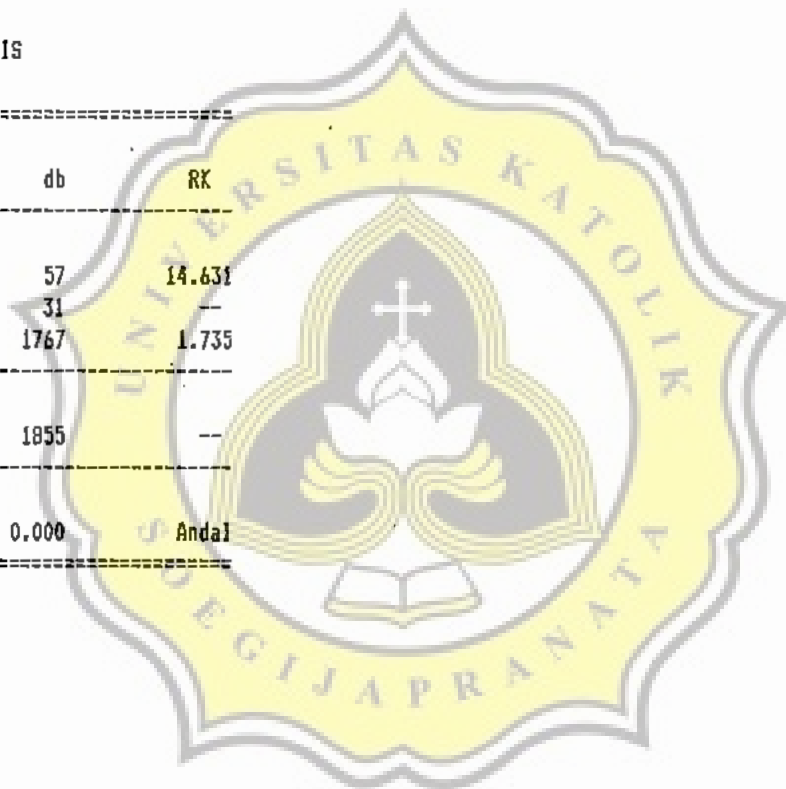 IS
db RK
57 14.631
31 --
1767 1.735
1855 --
0.000 Andal
UNIVERSITAS KATOLIK
SOEGIJAPRANATA